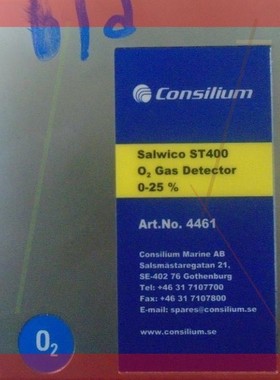 b/d
Consilium
Salwico ST400
O₂ Gas Detector
0-25 %
Art.No. 4461
Consilium Marine AB
Salsmästaregatan 21,
SE-402 76 Gothenburg
Tel: +46 31 7107700
Fax: +46 31 7107800
E-mail: spares@consilium.se
www.consilium.se
O₂